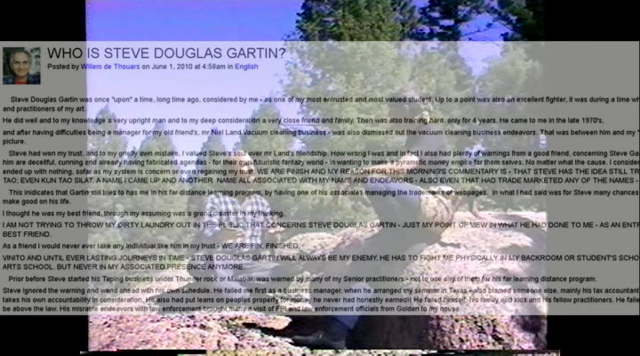 WHO IS STEVE DOUGLAS GARTIN?
Posted by Willem de Thouars on June 1, 2010 at 4:58am in English
Steve Douglas Gartin was once "upon" a time, long time ago, considered by me - as one of my most entrusted and most valued student. Up to a point was also an excellent fighter, it was during a time wh
and practitioners of my art.
He did well and to my knowledge a very upright man and to my deep consideration a very close friend and family. Then was also training hard, only for 4 years. He came to me in the late 1970's,
and after having difficulties being a manager for my old friend's, mr Niel Land Vacuum cleaning business - was also dismissed out the vacuum cleaning business endeavors. That was between him and my
picture.
Steve had won my trust, and to my greatly own mistake, I valued Steve's soul over mr Land's friendship. How wrong I was and in fact I also had plenty of warnings from a good friend, concerning Steve Ga
him are deceitful, cunning and already having fabricated agendas - for their own futuristic fantasy world - in wanting to make a money empire for them selves. No matter what the cause. I conside
ended up with nothing, sofar as my system is concern or even regaining my trust. WE ARE FINISH AND MY REASON FOR THIS MORNING'S COMMENTARY IS - THAT STEVE HAS THE IDEA STILL TR
TAO; EVEN KUN TAO SILAT. A NAME I CAME UP AND ANOTHER NAME ALL ASSOCIATED WITH MY NAME AND ENDEAVORS - ALSO EVEN THAT HAD TRADE MARKETED ANY OF THE NAMES -
This indicates that Gartin still tries to has me in his far distance learning program, by having one of his associates managing the webpages. in what I had said was for Steve many chances
make good on his life.
I thought he was my best friend, through my assuming was a grand disaster in my thinking.
I AM NOT TRYING TO THROW MY DIRTY LAUNDRY OUT IN THE PUBLIC THAT CONCERNS STEVE DOUGLAS GARTIN - JUST MY POINT OF VIEW IN WHAT HE HAD DONE TO ME - AS AN ENT
BEST FRIEND.
As a friend I would never ever take any individual like him in my trust - WE ARE FIN, FINISHED
VINITO AND UNTIL EVER LASTING JOURNEYS IN TIME - STEVE DOUGLAS GARTIN WILL ALWAYS BE MY ENEMY. HE HAS TO FIGHT ME PHYSICALLY, IN MY BACKROOM OR STUDENT'S SCHO
ARTS SCHOOL. BUT NEVER IN MY ASSOCIATED PRESENCE ANYMORE.
Prior before Steve started his Taping business under Thunder rock or Mullator, was warned by many of my Senior practitioners - not to use any of them for his far learning distance program.
Steve ignored the warning and went ahead with his own schedule. He failed me first as a business manager, when he arranged my seminars in Texas - also blamed someone else, mainly his tax accountant
takes his own accountability in consideration. He also had put leans on peoples property for money he never had honestly earned! He failed himself, his family and kids and his fellow practitioners. He faile
be above the law. His misrable endeavors with law enforcement brought many a visit of FBI and law enforcement officials from Golden to my house.